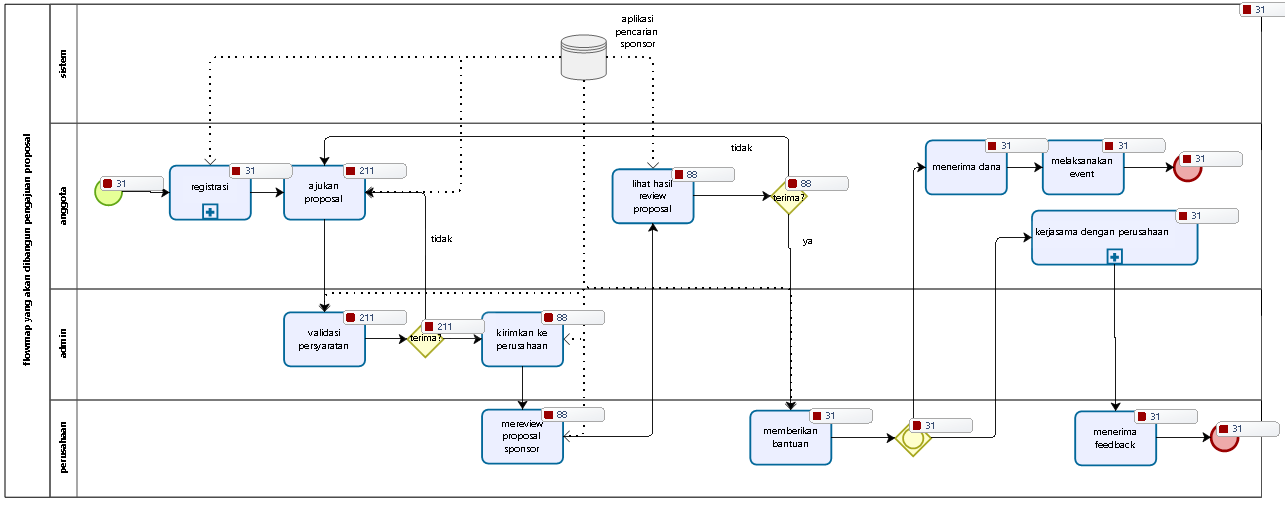 flowmap yang akan dibangun pengajuan proposal
sistem
aplikasi
pencarian
sponsor
31
anggota
31
registrasi
31
ajukan
proposal
211
tidak
lihat hasil
review
proposal
88
terima?
88
tidak
ya
menerima dana
31
melaksanakan
event
31
31
kerjasama dengan perusahaan
31
admin
validasi
persyaratan
211
terima?
211
kirimkan ke
perusahaan
88
perusahaan
mereview
proposal
sponsor
88
memberikan
bantuan
31
31
menerima
feedback
31
31